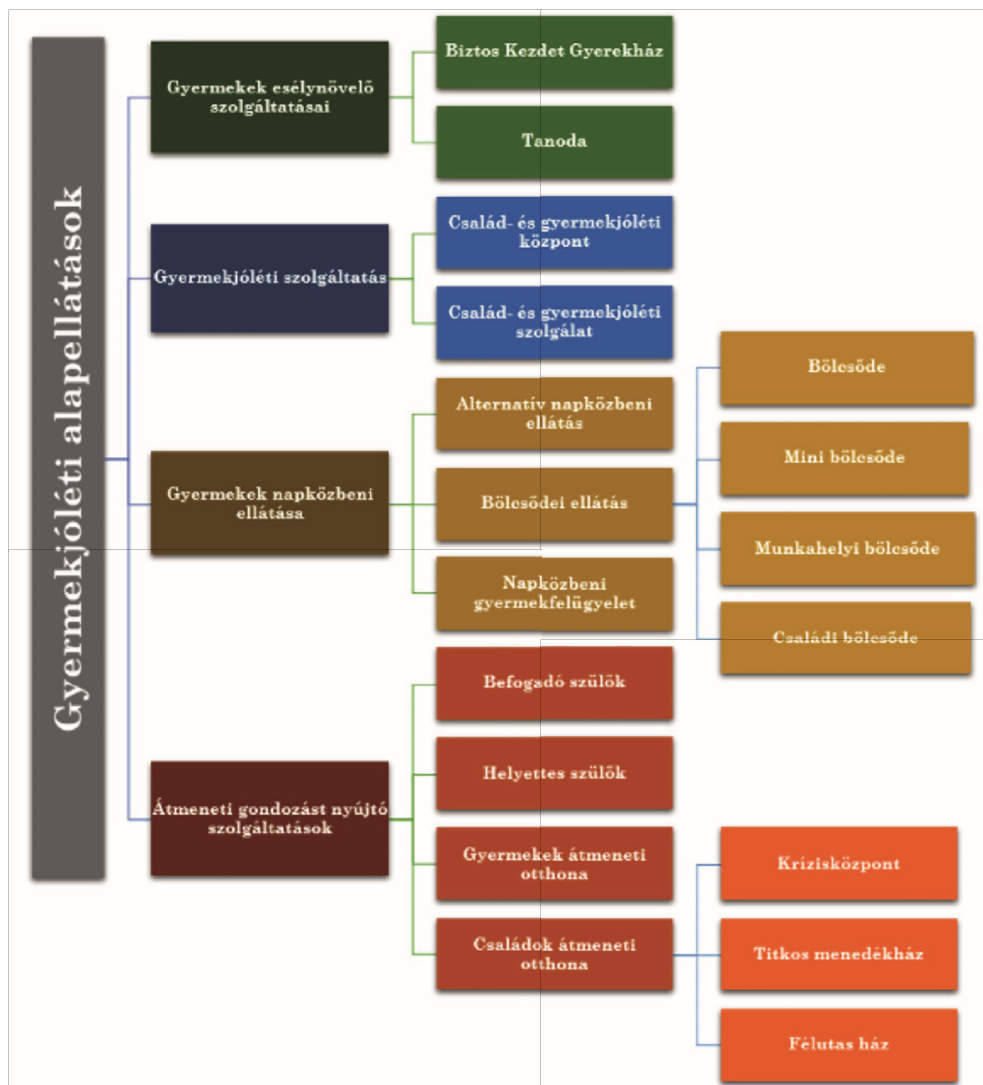 Gyermekjóléti alapellátások
Gyermekek esélynövelő
szolgáltatásai
Biztos Kezdet Gyerekház
Tanoda
Gyermekjóléti szolgáltatás
Család- és gyermekjóléti
központ
Család- és gyermekjóléti
szolgálat
Gyermekek napközbeni
ellátása
Alternatív napközbeni
ellátás
Bölcsődei ellátás
Bölcsőde
Mini bölcsőde
Munkahelyi bölcsőde
Családi bölcsőde
Napközbeni
gyermekfelügyelet
Átmeneti gondozást nyújtó
szolgáltatások
Befogadó szülők
Helyettes szülők
Gyermekek átmeneti
otthona
Családok átmeneti
otthona
Krízisközpont
Titkos menedékház
Félutas ház